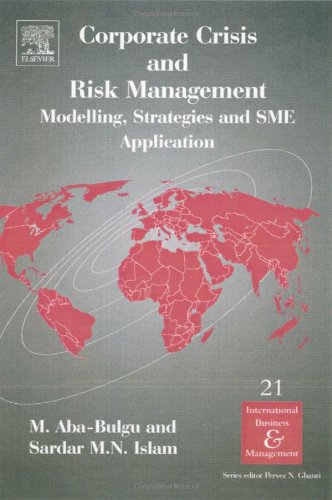 ELSEVIER
Corporate Crisis
and
Risk Management
Modelling, Strategies and SME
Application
21
International
Business
&
Management
M. Aba-Bulgu and
Sardar M.N. Islam
Series editor Pervez N. Ghauri